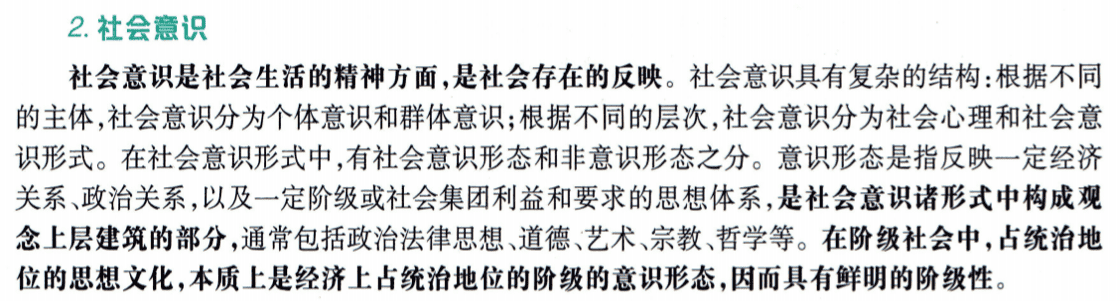 2. 社会意识
社会意识是社会生活的精神方面,是社会存在的反映。社会意识具有复杂的结构:根据不同
的主体,社会意识分为个体意识和群体意识;根据不同的层次,社会意识分为社会心理和社会意
识形式。在社会意识形式中,有社会意识形态和非意识形态之分。意识形态是指反映一定经济
关系、政治关系,以及一定阶级或社会集团利益和要求的思想体系,是社会意识诸形式中构成观
念上层建筑的部分,通常包括政治法律思想、道德、艺术、宗教、哲学等。在阶级社会中,占统治地
位的思想文化,本质上是经济上占统治地位的阶级的意识形态,因而具有鲜明的阶级性。